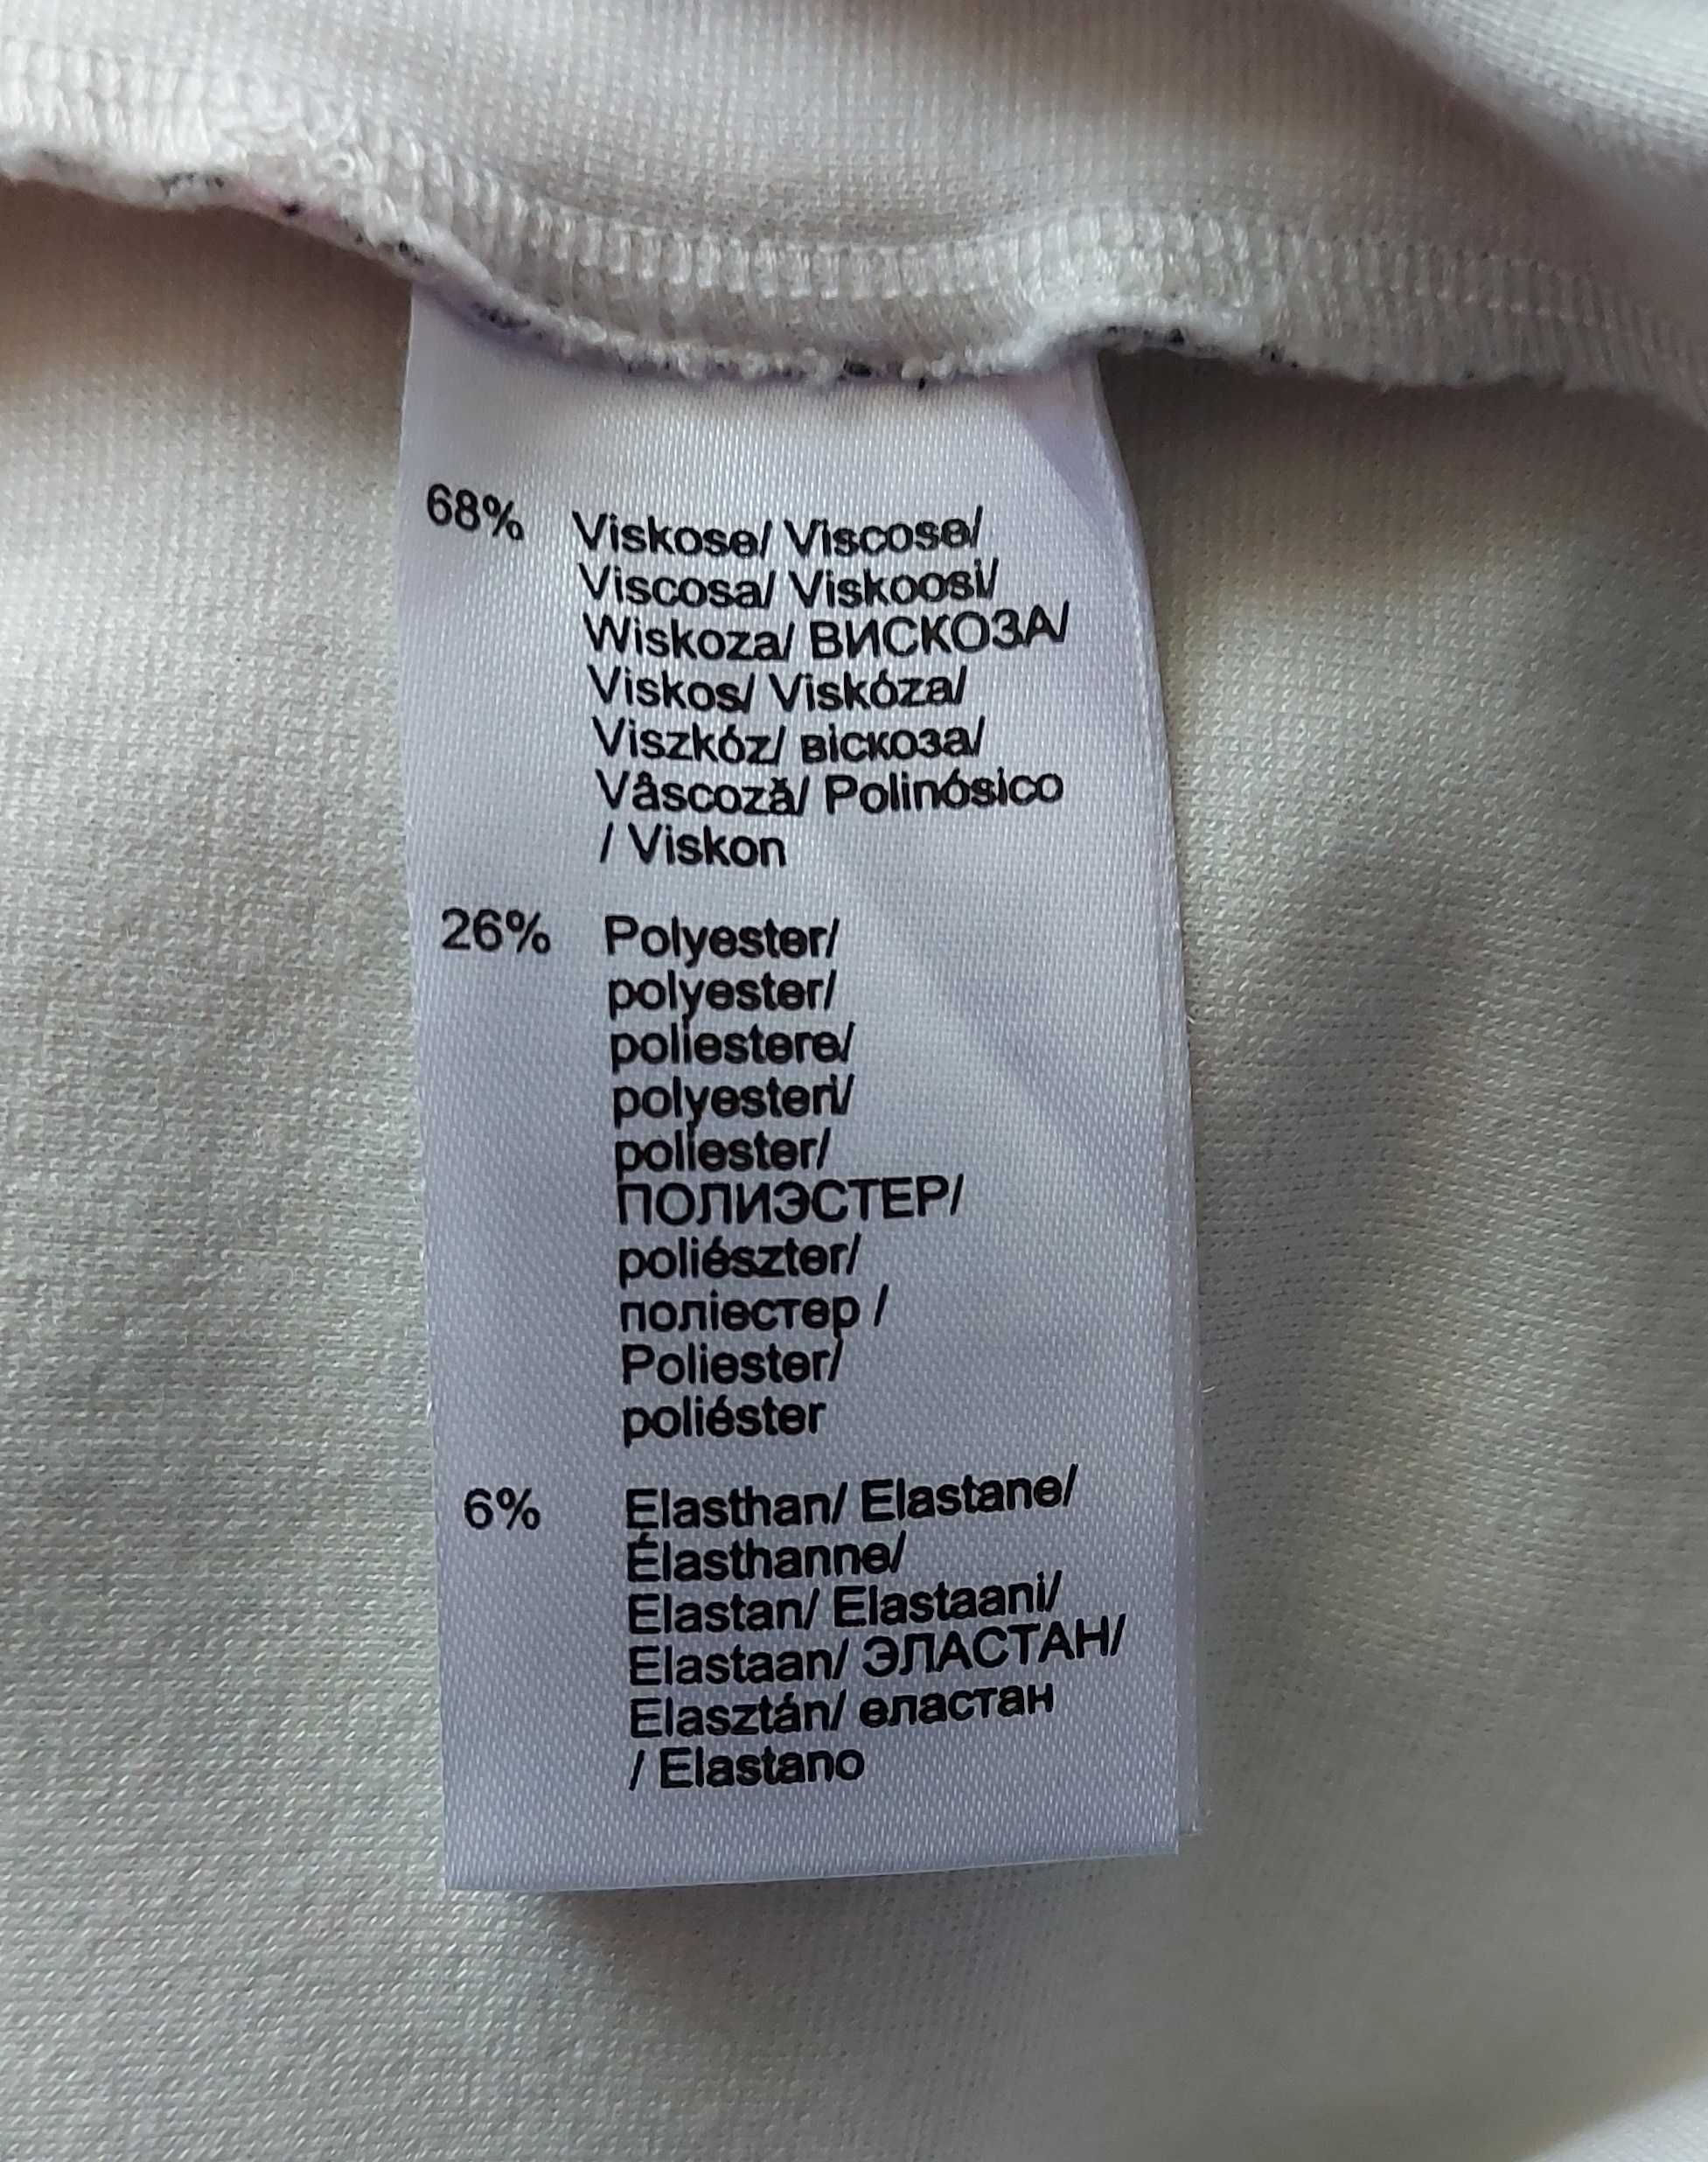 68% Viskose/ Viscose/
Viscosa/ Viskoosi/
Wiskoza/ ВИСКОЗА/
Viskos/ Viskóza/
Viszkóz/ віскоза/
Vâscoză/ Polinósico
/ Viskon
26% Polyester/
polyester/
poliestere/
polyesteri/
poliester/
ПОЛИЭСТЕР/
poliészter/
поліестер /
Poliester/
poliéster
6% Elasthan/ Elastane/
Élasthanne/
Elastan/ Elastaani/
Elastaan/ ЭЛАСТАН/
Elasztán/ еластан
/ Elastano